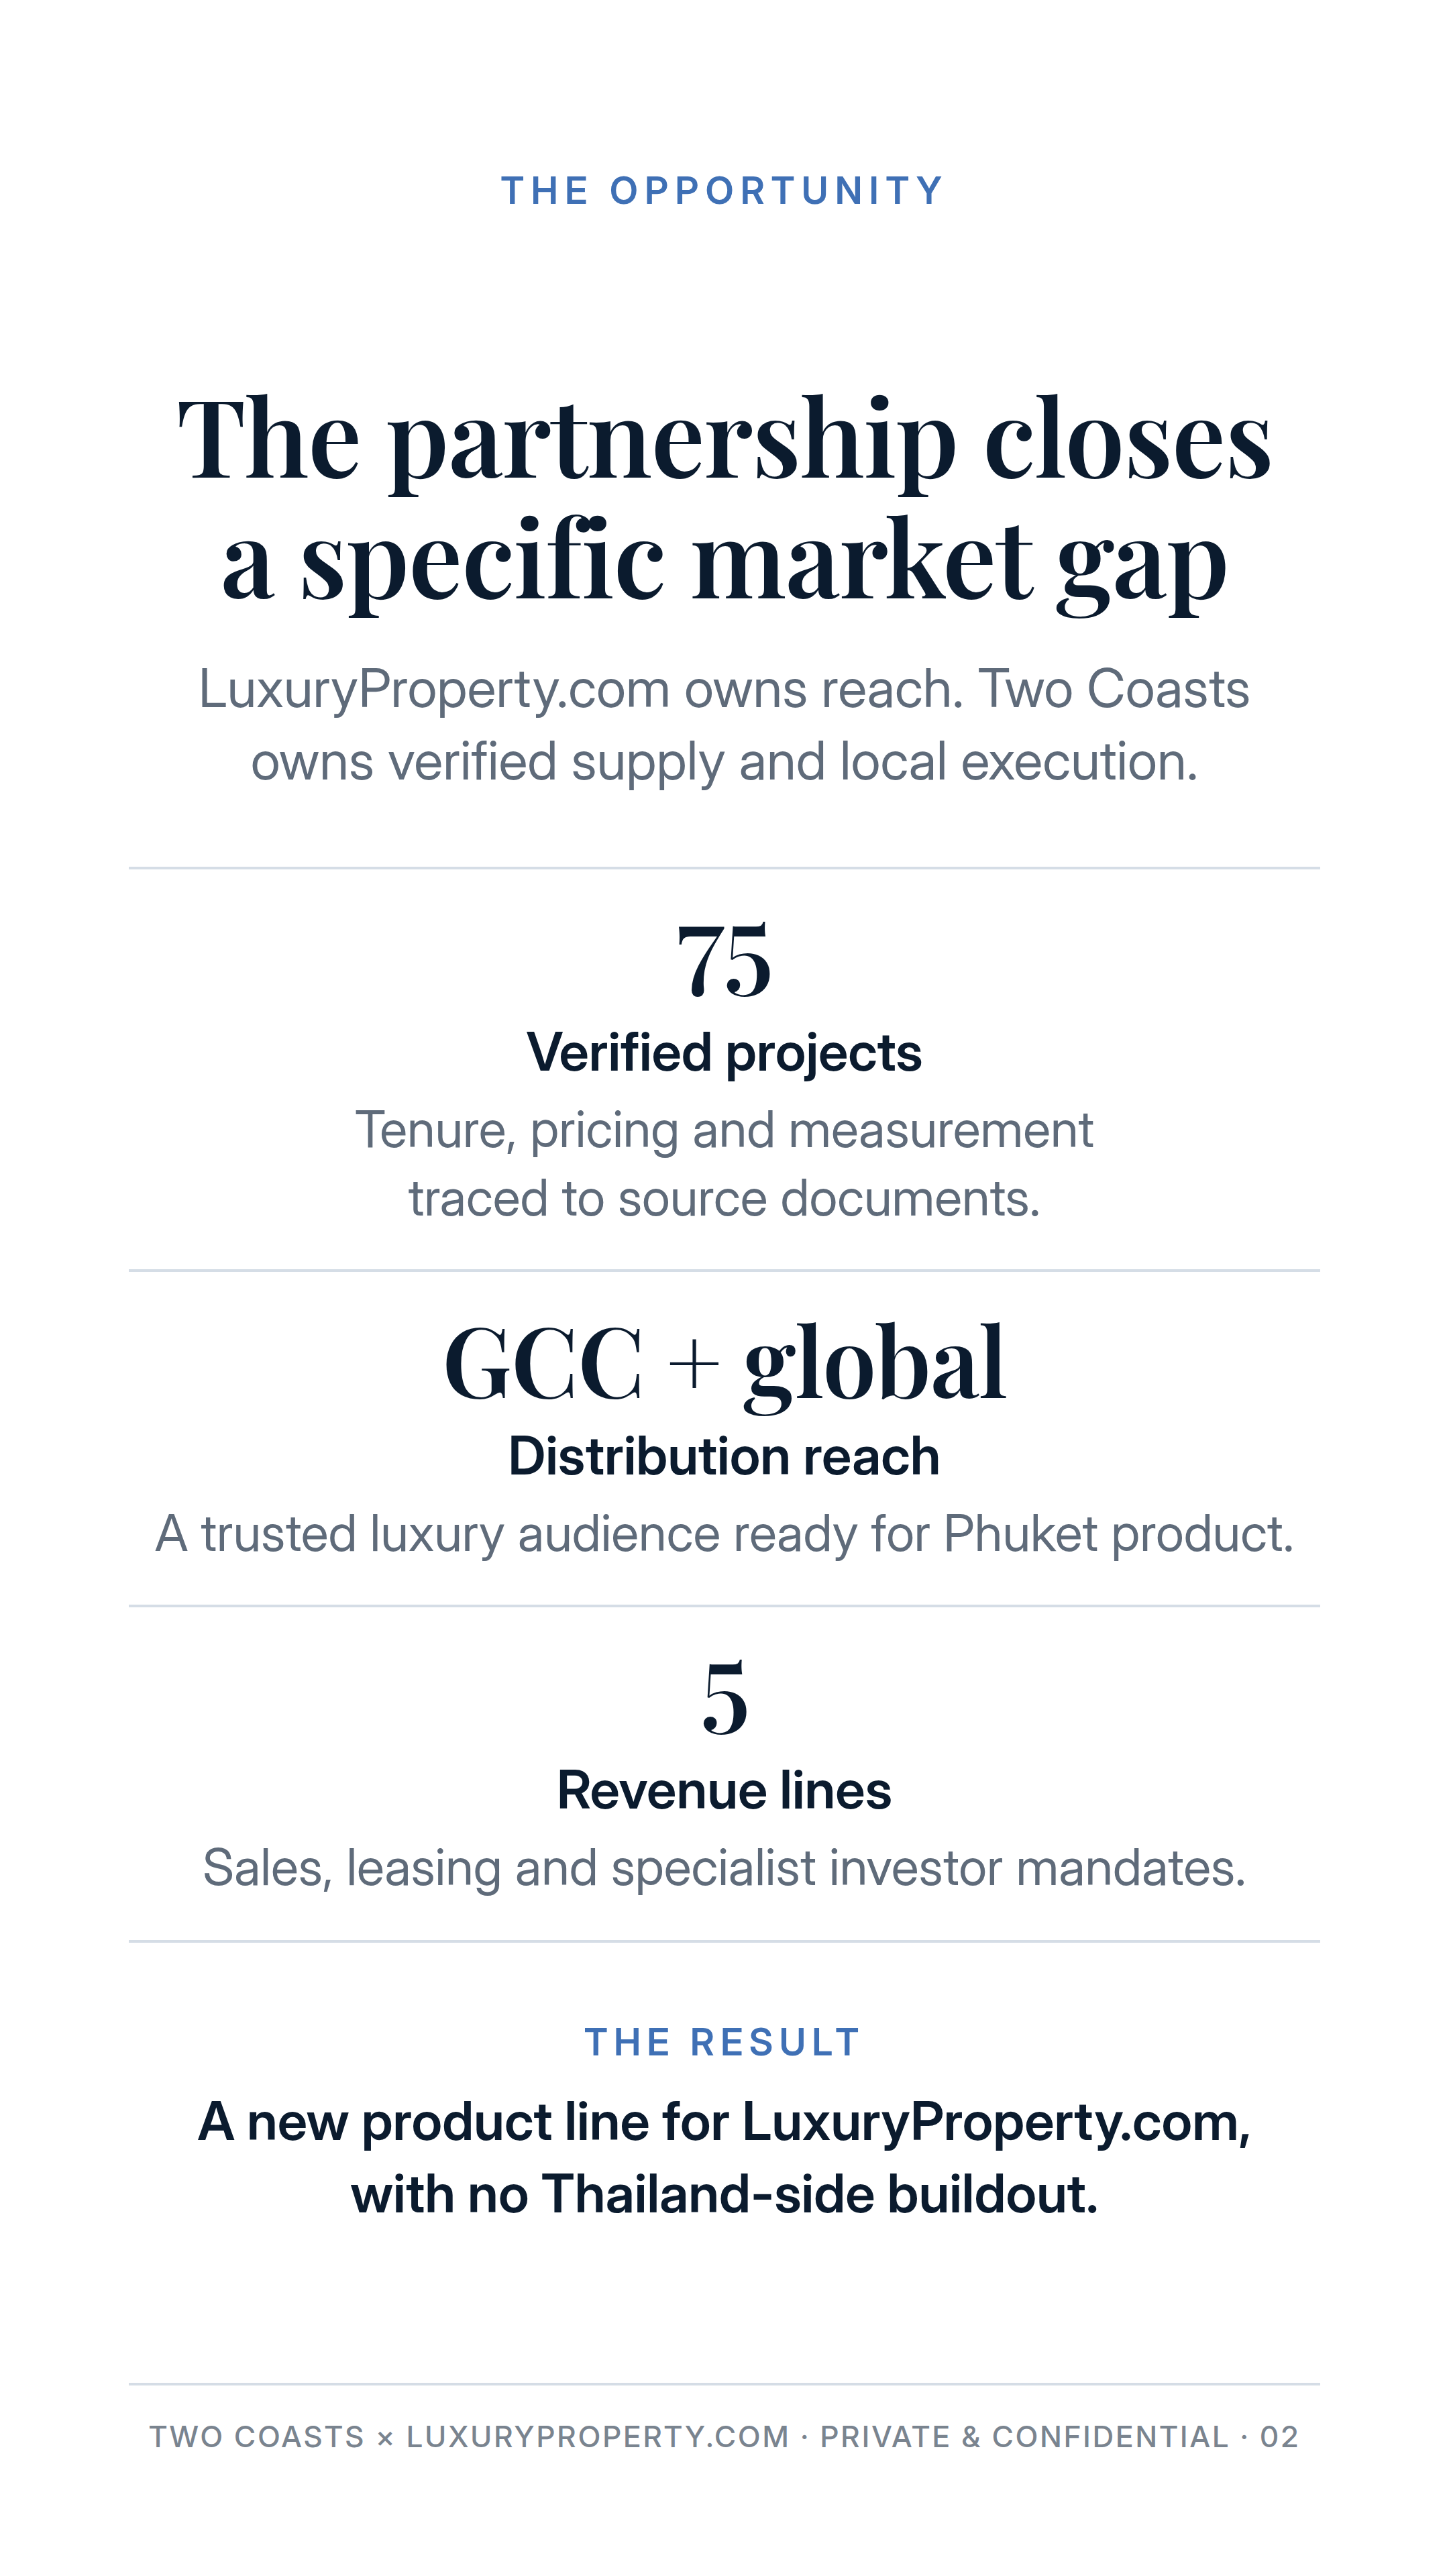 THE OPPORTUNITY
The partnership closes
a specific market gap
LuxuryProperty.com owns reach. Two Coasts
owns verified supply and local execution.
75
Verified projects
Tenure, pricing and measurement
traced to source documents.
GCC + global
Distribution reach
A trusted luxury audience ready for Phuket product.
5
Revenue lines
Sales, leasing and specialist investor mandates.
THE RESULT
A new product line for LuxuryProperty.com,
with no Thailand-side buildout.
TWO COASTS × LUXURYPROPERTY.COM · PRIVATE & CONFIDENTIAL · 02